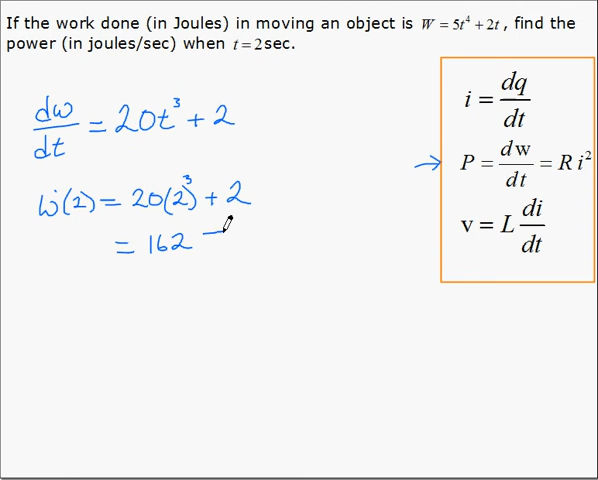 If the work done (in Joules) in moving an object is W = 5t⁴ + 2t, find the
power (in joules/sec) when t = 2 sec.
dw/dt = 20t³ + 2
ẇ(2) = 20(2)³ + 2
= 162
i = dq/dt
→ P = dw/dt = R i²
v = L di/dt